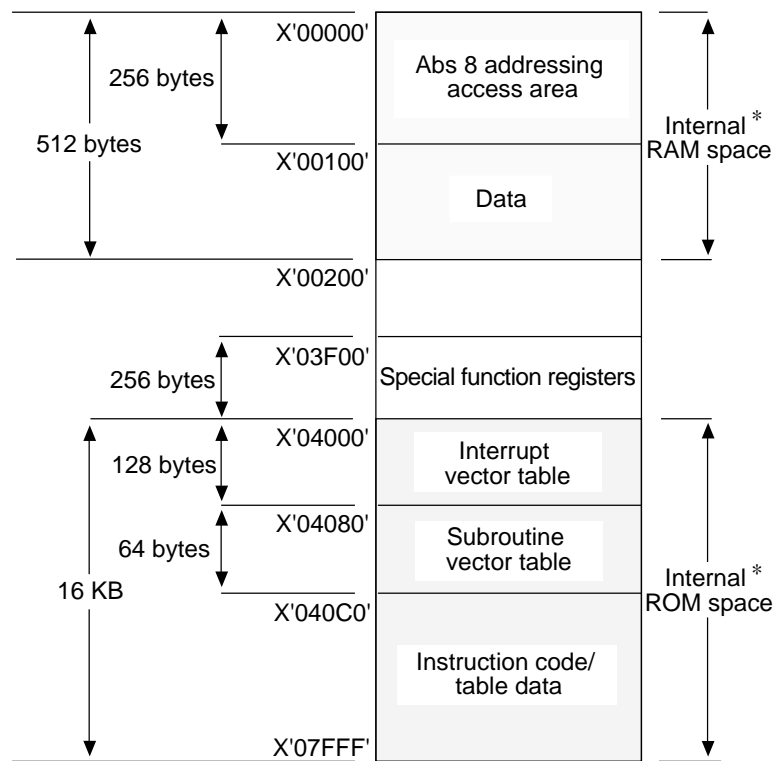 X'00000'
256 bytes
Abs 8 addressing
access area
512 bytes
X'00100'
Internal *
RAM space
Data
X'00200'
X'03F00'
256 bytes
Special function registers
X'04000'
128 bytes
Interrupt
vector table
X'04080'
64 bytes
Subroutine
vector table
16 KB
X'040C0'
Internal *
ROM space
Instruction code/
table data
X'07FFF'